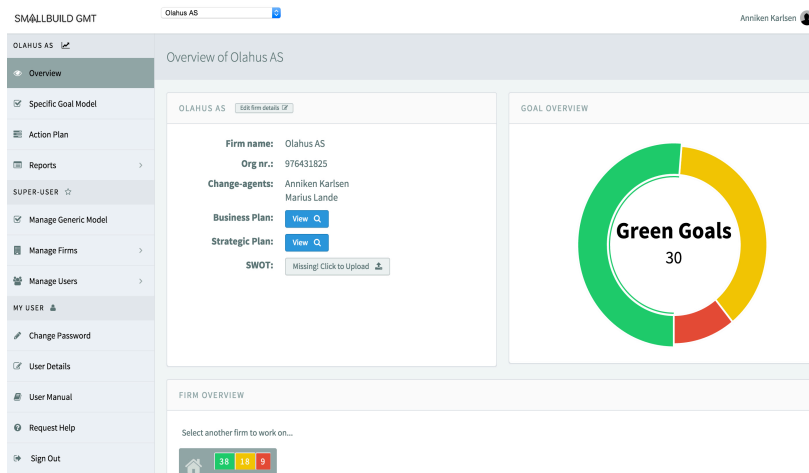 SMÅLLBUILD GMT
Olahus AS
Anniken Karlsen
OLAHUS AS
Overview
Specific Goal Model
Action Plan
Reports
SUPER-USER
Manage Generic Model
Manage Firms
Manage Users
MY USER
Change Password
User Details
User Manual
Request Help
Sign Out
Overview of Olahus AS
OLAHUS AS Edit firm details
Firm name: Olahus AS
Org nr.: 976431825
Change-agents: Anniken Karlsen
Marius Lande
Business Plan: View
Strategic Plan: View
SWOT: Missing! Click to Upload
GOAL OVERVIEW
Green Goals
30
FIRM OVERVIEW
Select another firm to work on...
38 18 9